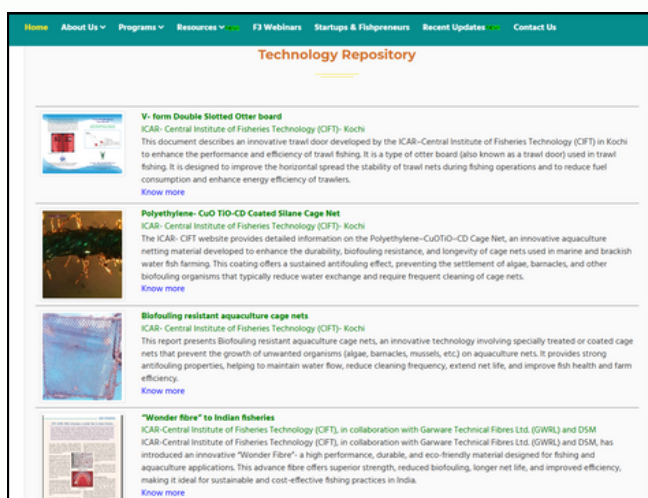 Home About Us Programs Resources F3 Webinars Startups & Fishpreneurs Recent Updates Contact Us
Technology Repository
V- form Double Slotted Otter board
ICAR- Central Institute of Fisheries Technology (CIFT)- Kochi
This document describes an innovative trawl door developed by the ICAR–Central Institute of Fisheries Technology (CIFT) in Kochi
to enhance the performance and efficiency of trawl fishing. It is a type of otter board (also known as a trawl door) used in trawl
fishing. It is designed to improve the horizontal spread the stability of trawl nets during fishing operations and to reduce fuel
consumption and enhance energy efficiency of trawlers.
Know more
Polyethylene- CuO TiO-CD Coated Silane Cage Net
ICAR- Central Institute of Fisheries Technology (CIFT)- Kochi
The ICAR- CIFT website provides detailed information on the Polyethylene–CuOTiO–CD Cage Net, an innovative aquaculture
netting material developed to enhance the durability, biofouling resistance, and longevity of cage nets used in marine and brackish
water fish farming. This coating offers a sustained antifouling effect, preventing the settlement of algae, barnacles, and other
biofouling organisms that typically reduce water exchange and require frequent cleaning of cage nets.
Know more
Biofouling resistant aquaculture cage nets
ICAR- Central Institute of Fisheries Technology (CIFT)- Kochi
This report presents Biofouling resistant aquaculture cage nets, an innovative technology involving specially treated or coated cage
nets that prevent the growth of unwanted organisms (algae, barnacles, mussels, etc.) on aquaculture nets. It provides strong
antifouling properties, helping to maintain water flow, reduce cleaning frequency, extend net life, and improve fish health and farm
efficiency.
Know more
"Wonder fibre" to Indian fisheries
ICAR-Central Institute of Fisheries Technology (CIFT), in collaboration with Garware Technical Fibres Ltd. (GWRL) and DSM
ICAR-Central Institute of Fisheries Technology (CIFT), in collaboration with Garware Technical Fibres Ltd. (GWRL) and DSM, has
introduced an innovative "Wonder Fibre"- a high performance, durable, and eco-friendly material designed for fishing and
aquaculture applications. This advance fibre offers superior strength, reduced biofouling, longer net life, and improved efficiency,
making it ideal for sustainable and cost-effective fishing practices in India.
Know more